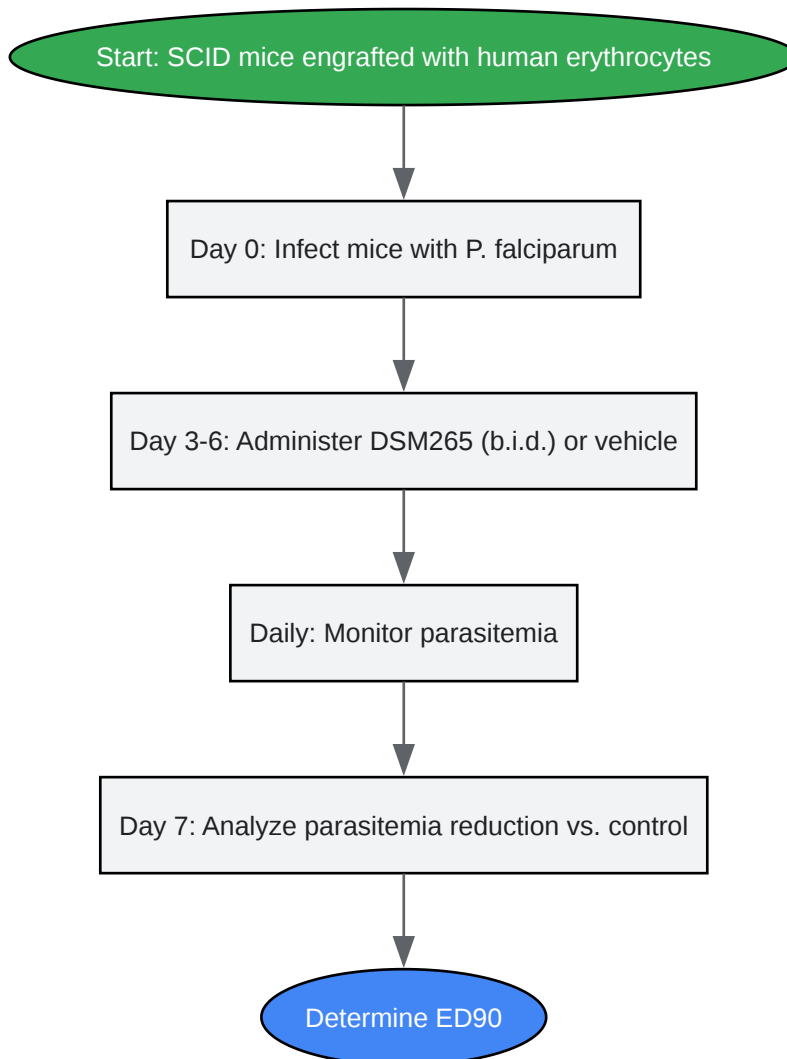 Start: SCID mice engrafted with human erythrocytes
Day 0: Infect mice with P. falciparum
Day 3-6: Administer DSM265 (b.i.d.) or vehicle
Daily: Monitor parasitemia
Day 7: Analyze parasitemia reduction vs. control
Determine ED90